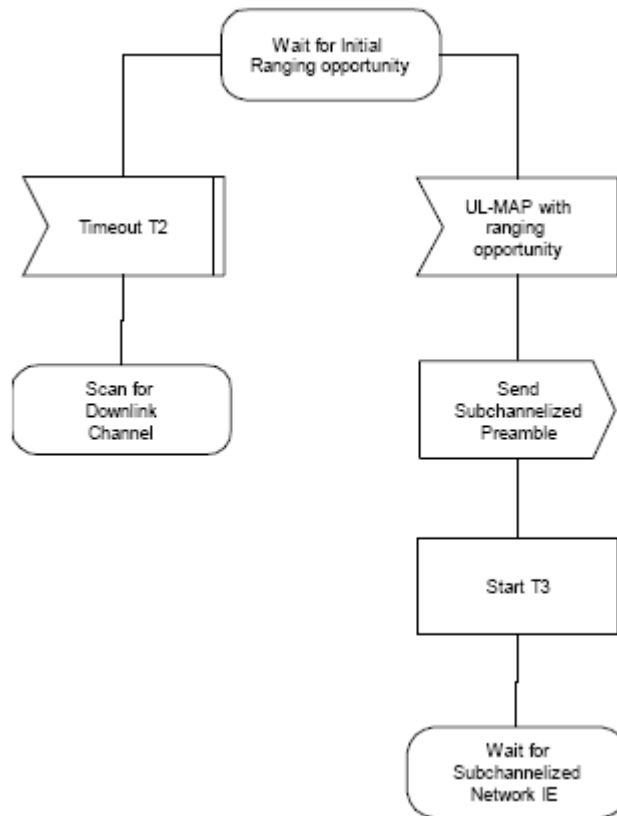 Wait for Initial
Ranging opportunity
Timeout T2
UL-MAP with
ranging
opportunity
Scan for
Downlink
Channel
Send
Subchannelized
Preamble
Start T3
Wait for
Subchannelized
Network IE